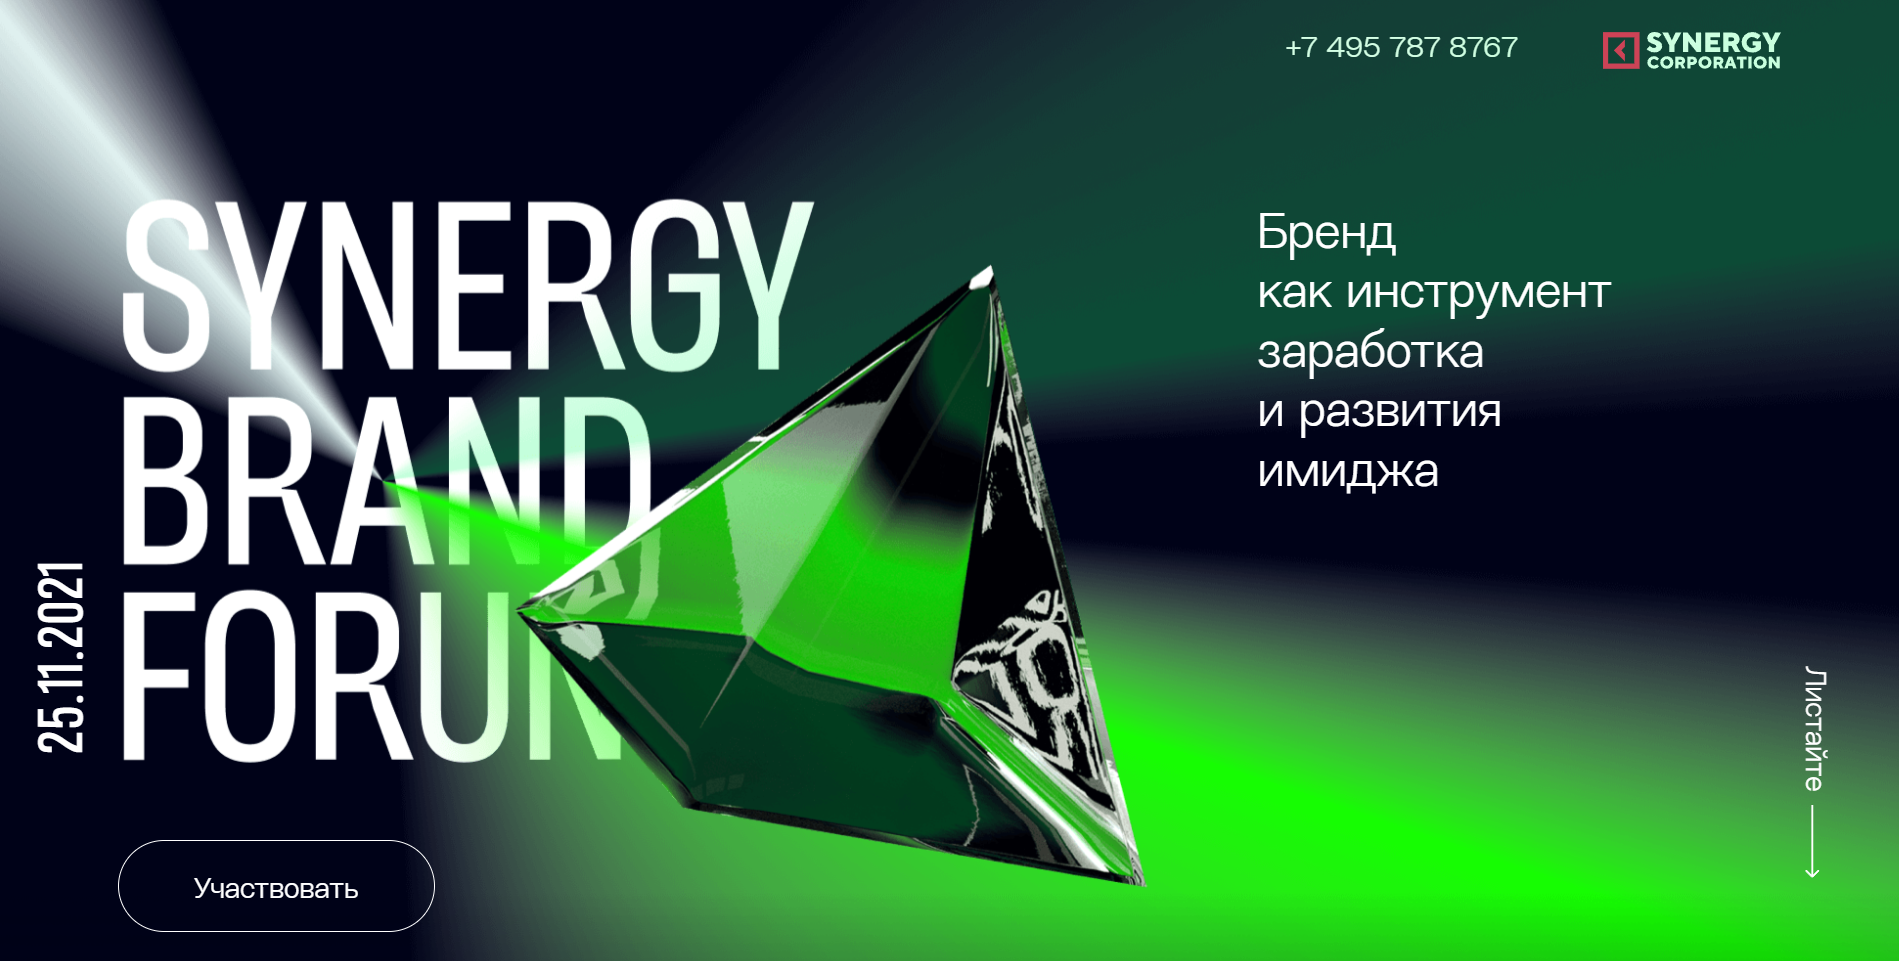 +7 495 787 8767
SYNERGY
CORPORATION
SYNERGY
BRAND
FORUM
Бренд
как инструмент
заработка
и развития
имиджа
25.11.2021
Листайте
Участвовать